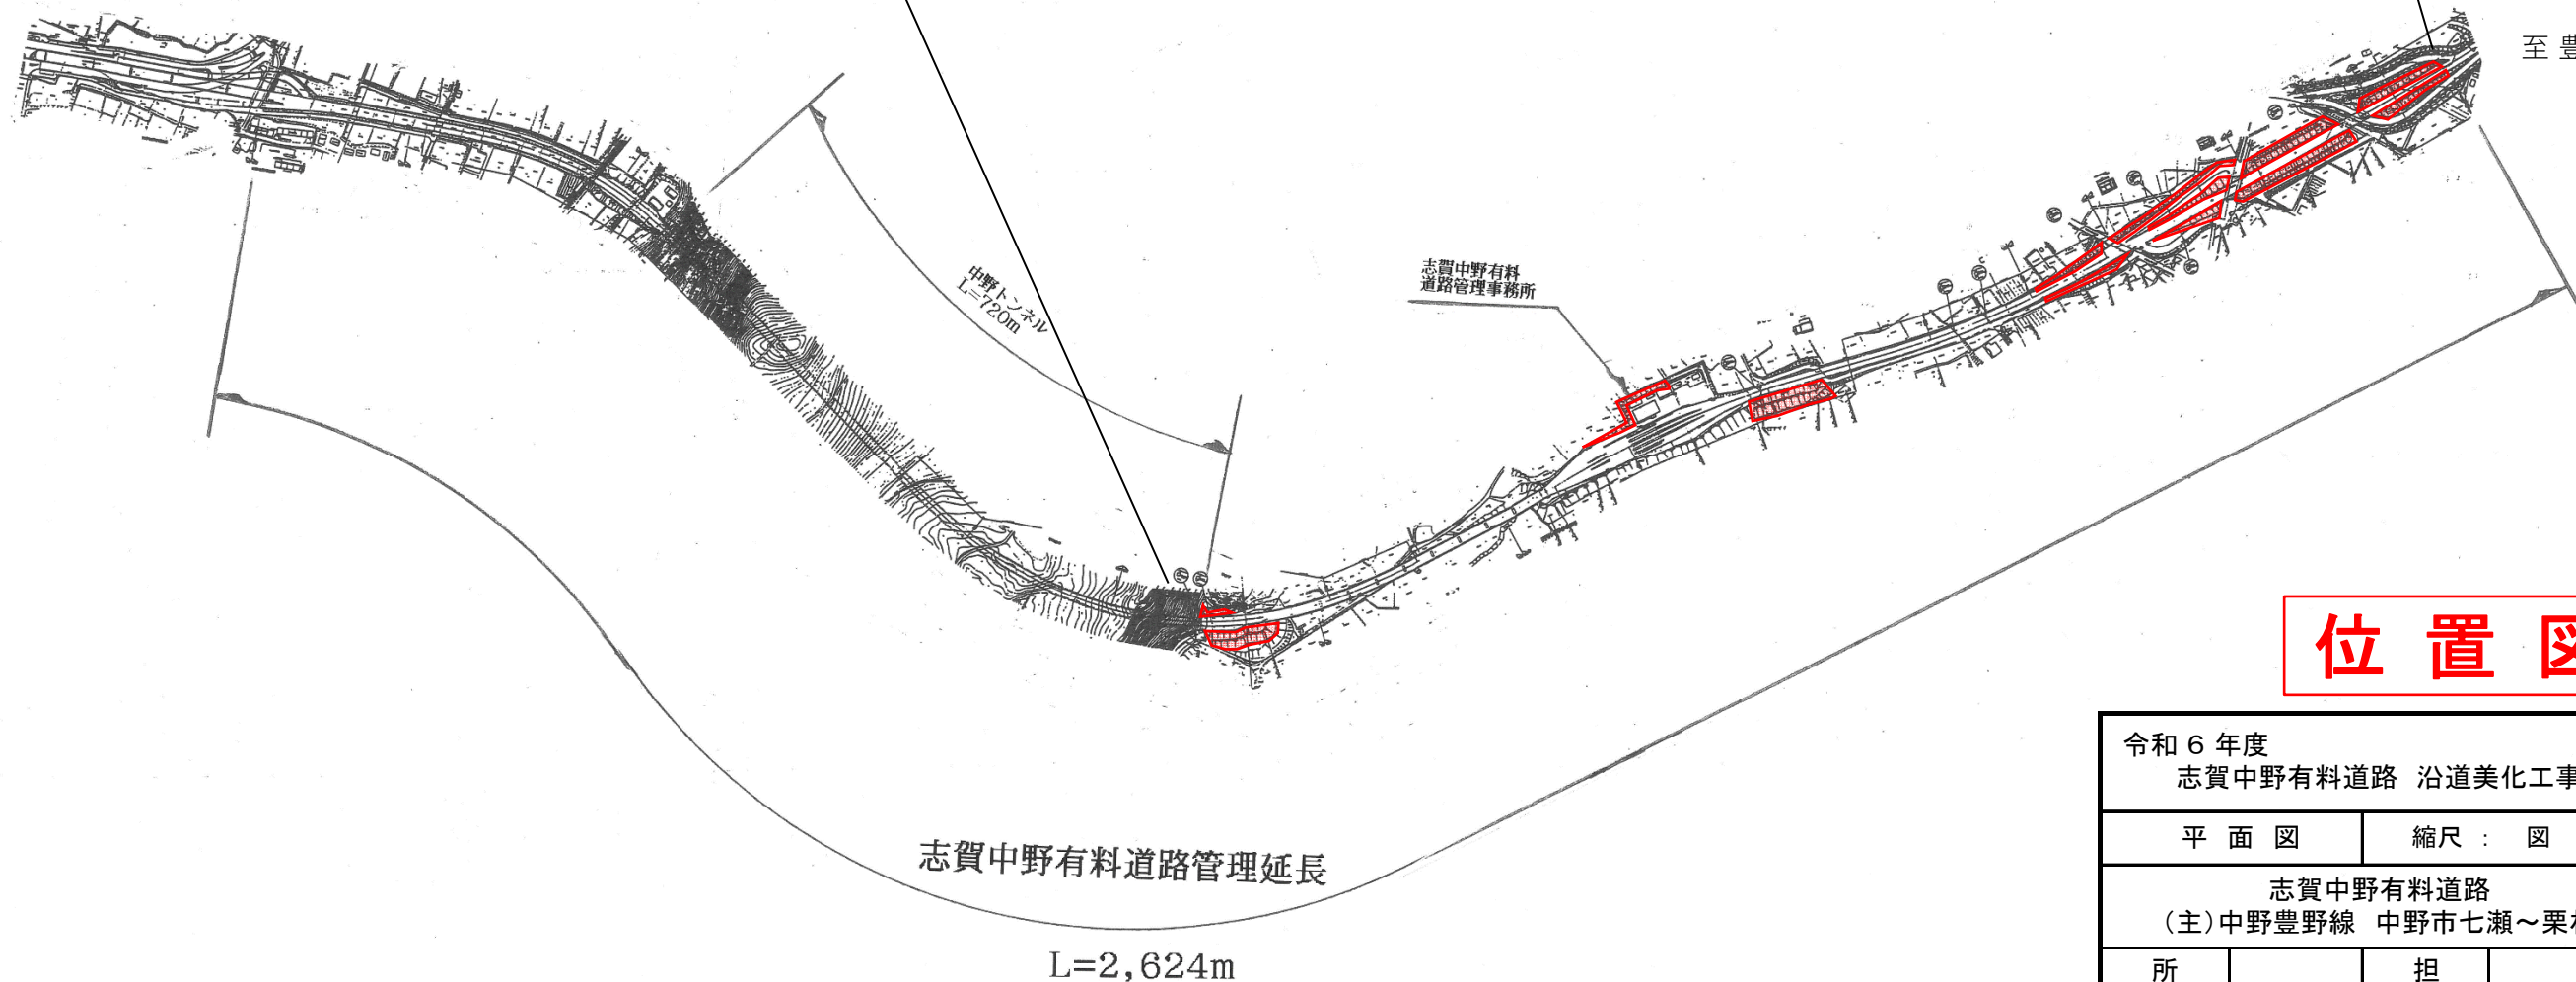 至 豊
中野トンネル
L=720m
志賀中野有料
道路管理事務所
位 置 図
令和 6 年度
志賀中野有料道路 沿道美化工事
平 面 図
縮尺 : 図
志賀中野有料道路
(主)中野豊野線 中野市七瀬～栗
所
担
志賀中野有料道路管理延長
L=2,624m